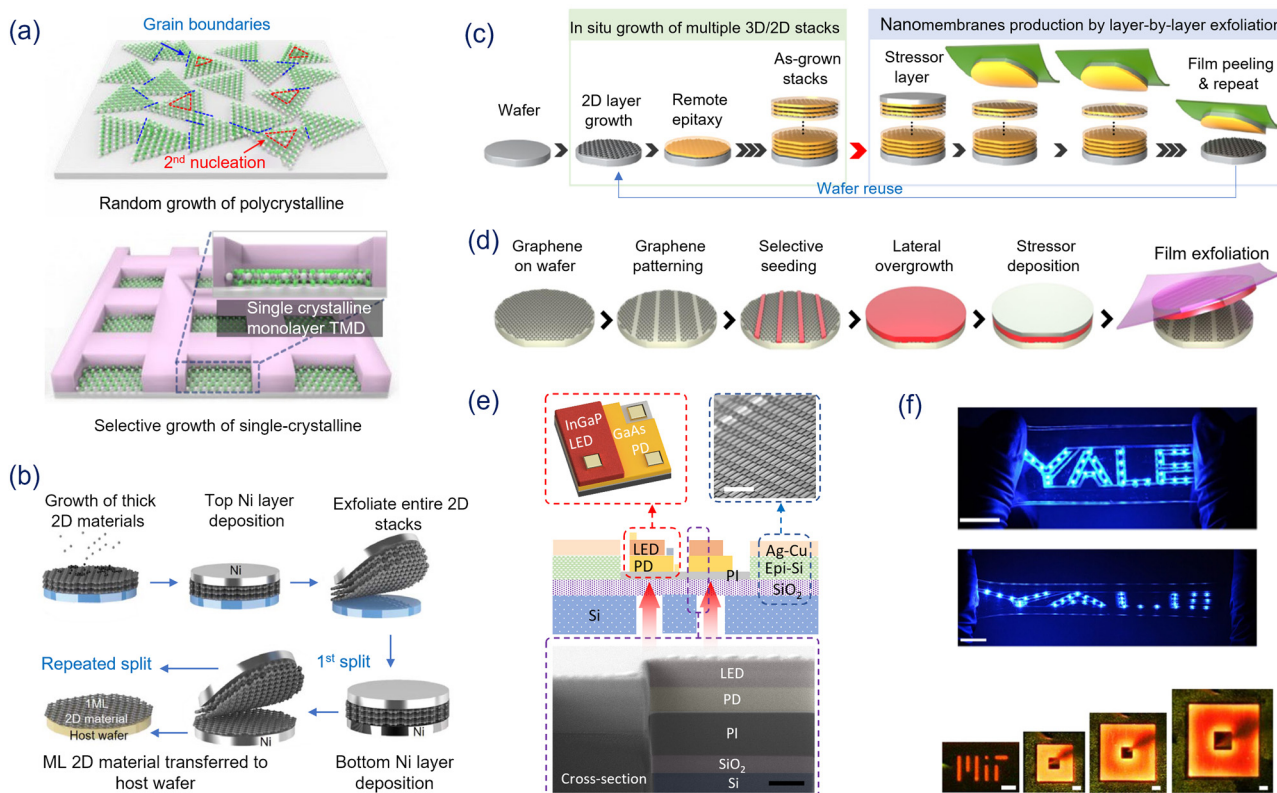 (a)
Grain boundaries
2nd nucleation
Random growth of polycrystalline
Single crystalline
monolayer TMD
Selective growth of single-crystalline
(b)
Growth of thick
2D materials
Top Ni layer
deposition
Exfoliate entire 2D
stacks
Ni
Repeated split
1st split
1ML
2D material
Host wafer
Ni
Ni
ML 2D material transferred to
host wafer
Bottom Ni layer
deposition
(c)
In situ growth of multiple 3D/2D stacks
Nanomembranes production by layer-by-layer exfoliation
Wafer
2D layer
growth
Remote
epitaxy
As-grown
stacks
Stressor
layer
Film peeling
& repeat
Wafer reuse
(d)
Graphene
on wafer
Graphene
patterning
Selective
seeding
Lateral
overgrowth
Stressor
deposition
Film exfoliation
(e)
InGaP
LED
GaAs
PD
LED
PD
PI
Ag-Cu
Epi-Si
SiO2
Si
LED
PD
PI
SiO2
Si
Cross-section
(f)
YALE
YALE
MIT